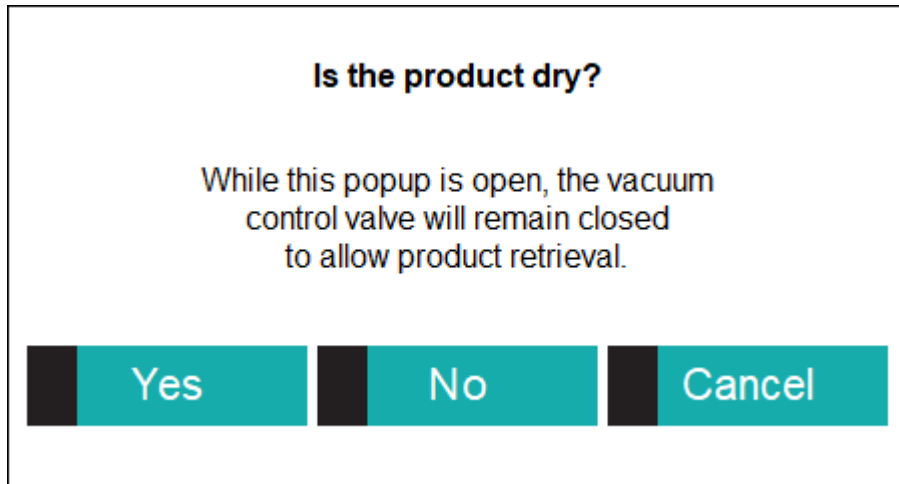 Is the product dry?
While this popup is open, the vacuum
control valve will remain closed
to allow product retrieval.
Yes
No
Cancel